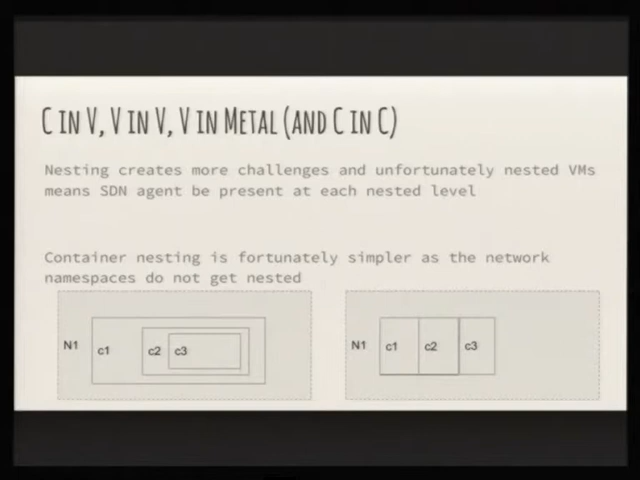 C in V, V in V, V in Metal (and C in C)
Nesting creates more challenges and unfortunately nested VMs
means SDN agent be present at each nested level
Container nesting is fortunately simpler as the network
namespaces do not get nested
N1 c1 c2 c3
N1 c1 c2 c3